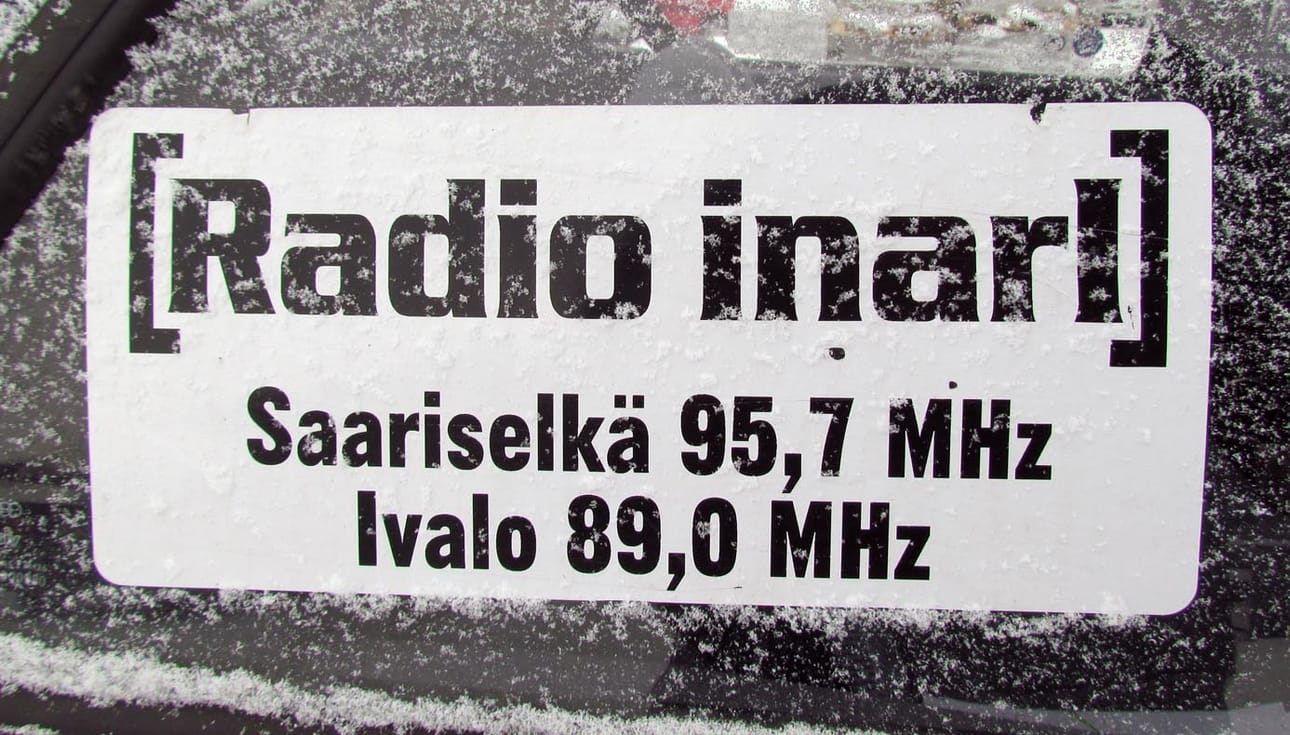 [Radio inari]
Saariselkä 95,7 MHz
Ivalo 89,0 MHz